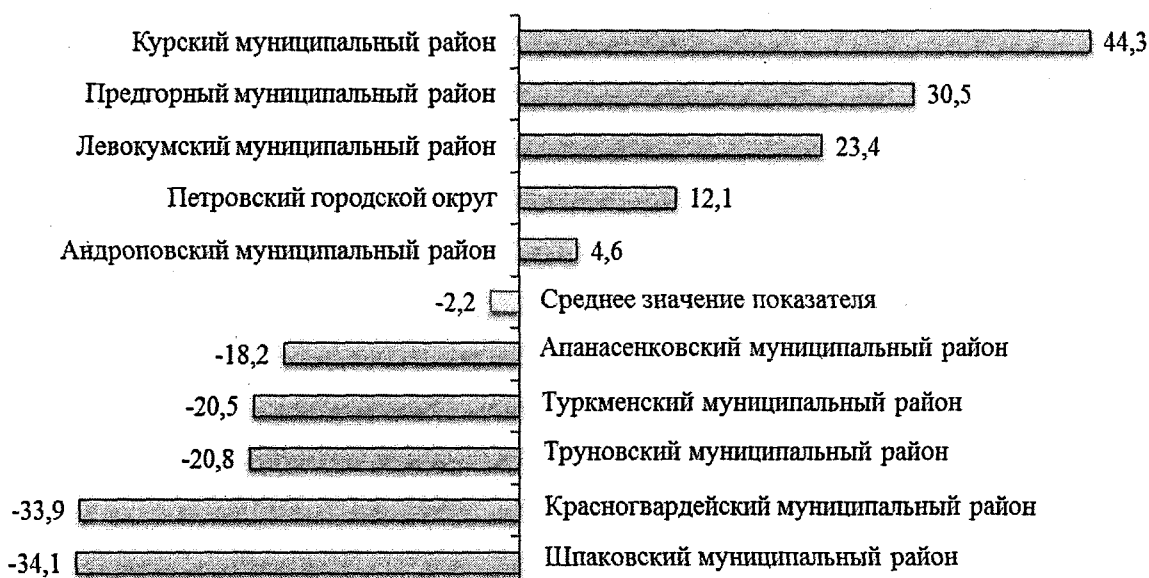 Курский муниципальный район 44,3
Предгорный муниципальный район 30,5
Левокумский муниципальный район 23,4
Петровский городской округ 12,1
Андроповский муниципальный район 4,6
-2,2 Среднее значение показателя
-18,2 Апанасенковский муниципальный район
-20,5 Туркменский муниципальный район
-20,8 Труновский муниципальный район
-33,9 Красногвардейский муниципальный район
-34,1 Шпаковский муниципальный район